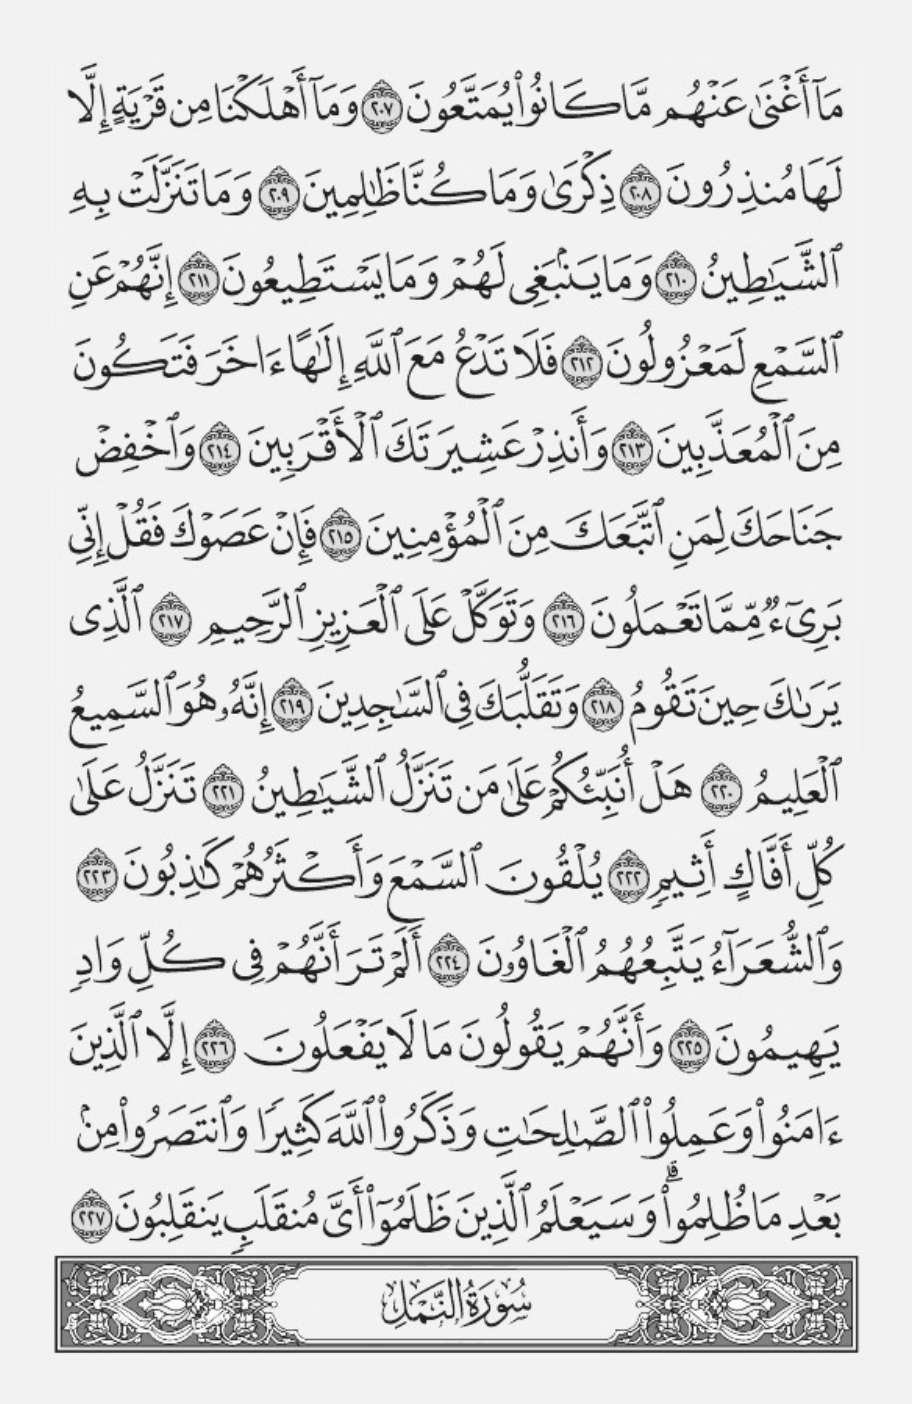 مَآ أَغْنَىٰ عَنْهُم مَّا كَانُوا۟ يُمَتَّعُونَ ٢٠٧ وَمَآ أَهْلَكْنَا مِن قَرْيَةٍ إِلَّا
لَهَا مُنذِرُونَ ٢٠٨ ذِكْرَىٰ وَمَا كُنَّا ظَٰلِمِينَ ٢٠٩ وَمَا تَنَزَّلَتْ بِهِ
ٱلشَّيَٰطِينُ ٢١٠ وَمَا يَنۢبَغِى لَهُمْ وَمَا يَسْتَطِيعُونَ ٢١١ إِنَّهُمْ عَنِ
ٱلسَّمْعِ لَمَعْزُولُونَ ٢١٢ فَلَا تَدْعُ مَعَ ٱللَّهِ إِلَٰهًا ءَاخَرَ فَتَكُونَ
مِنَ ٱلْمُعَذَّبِينَ ٢١٣ وَأَنذِرْ عَشِيرَتَكَ ٱلْأَقْرَبِينَ ٢١٤ وَٱخْفِضْ
جَنَاحَكَ لِمَنِ ٱتَّبَعَكَ مِنَ ٱلْمُؤْمِنِينَ ٢١٥ فَإِنْ عَصَوْكَ فَقُلْ إِنِّى
بَرِىٓءٌ مِّمَّا تَعْمَلُونَ ٢١٦ وَتَوَكَّلْ عَلَى ٱلْعَزِيزِ ٱلرَّحِيمِ ٢١٧ ٱلَّذِى
يَرَىٰكَ حِينَ تَقُومُ ٢١٨ وَتَقَلُّبَكَ فِى ٱلسَّٰجِدِينَ ٢١٩ إِنَّهُۥ هُوَ ٱلسَّمِيعُ
ٱلْعَلِيمُ ٢٢٠ هَلْ أُنَبِّئُكُمْ عَلَىٰ مَن تَنَزَّلُ ٱلشَّيَٰطِينُ ٢٢١ تَنَزَّلُ عَلَىٰ
كُلِّ أَفَّاكٍ أَثِيمٍ ٢٢٢ يُلْقُونَ ٱلسَّمْعَ وَأَكْثَرُهُمْ كَٰذِبُونَ ٢٢٣
وَٱلشُّعَرَآءُ يَتَّبِعُهُمُ ٱلْغَاوُۥنَ ٢٢٤ أَلَمْ تَرَ أَنَّهُمْ فِى كُلِّ وَادٍ
يَهِيمُونَ ٢٢٥ وَأَنَّهُمْ يَقُولُونَ مَا لَا يَفْعَلُونَ ٢٢٦ إِلَّا ٱلَّذِينَ
ءَامَنُوا۟ وَعَمِلُوا۟ ٱلصَّٰلِحَٰتِ وَذَكَرُوا۟ ٱللَّهَ كَثِيرًا وَٱنتَصَرُوا۟ مِنۢ
بَعْدِ مَا ظُلِمُوا۟ ۗ وَسَيَعْلَمُ ٱلَّذِينَ ظَلَمُوٓا۟ أَىَّ مُنقَلَبٍ يَنقَلِبُونَ ٢٢٧
سُورَةُ النَّمْلِ